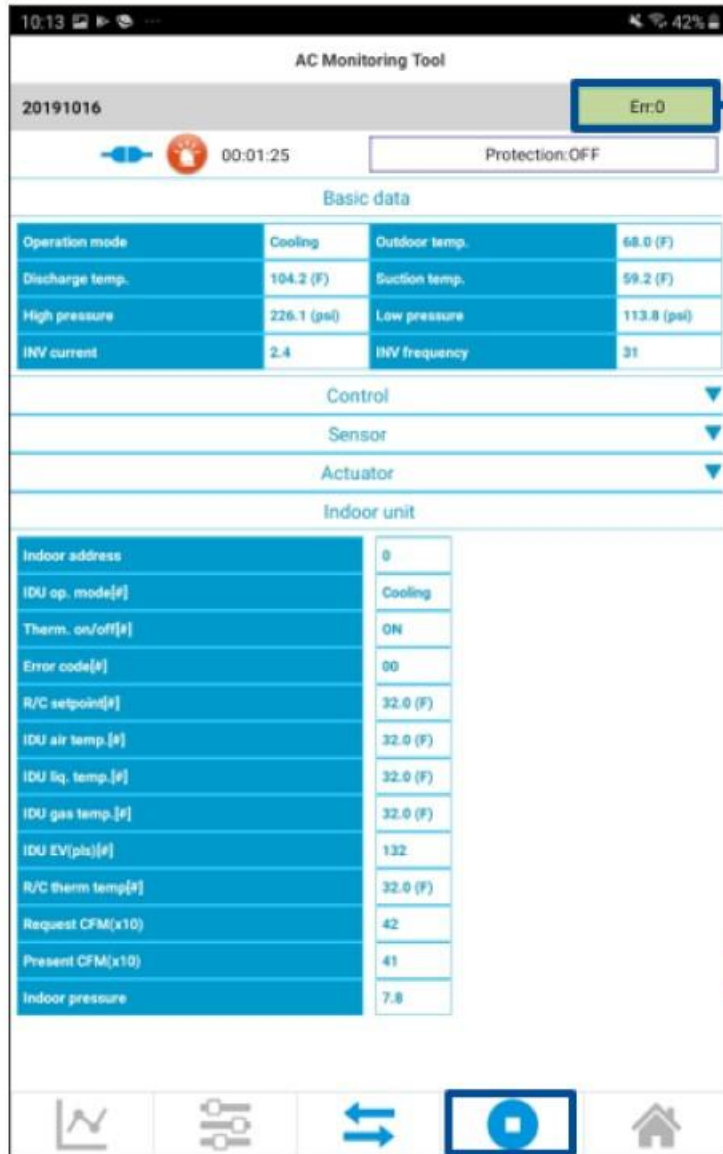 10:13 ··· 42%
AC Monitoring Tool
20191016 Err:0
00:01:25 Protection:OFF
Basic data
Operation mode Cooling Outdoor temp. 68.0 (F)
Discharge temp. 104.2 (F) Suction temp. 59.2 (F)
High pressure 226.1 (psi) Low pressure 113.8 (psi)
INV current 2.4 INV frequency 31
Control
Sensor
Actuator
Indoor unit
Indoor address 0
IDU op. mode[#] Cooling
Therm. on/off[#] ON
Error code[#] 00
R/C setpoint[#] 32.0 (F)
IDU air temp.[#] 32.0 (F)
IDU liq. temp.[#] 32.0 (F)
IDU gas temp.[#] 32.0 (F)
IDU EV(pls)[#] 132
R/C therm temp[#] 32.0 (F)
Request CFM(x10) 42
Present CFM(x10) 41
Indoor pressure 7.8